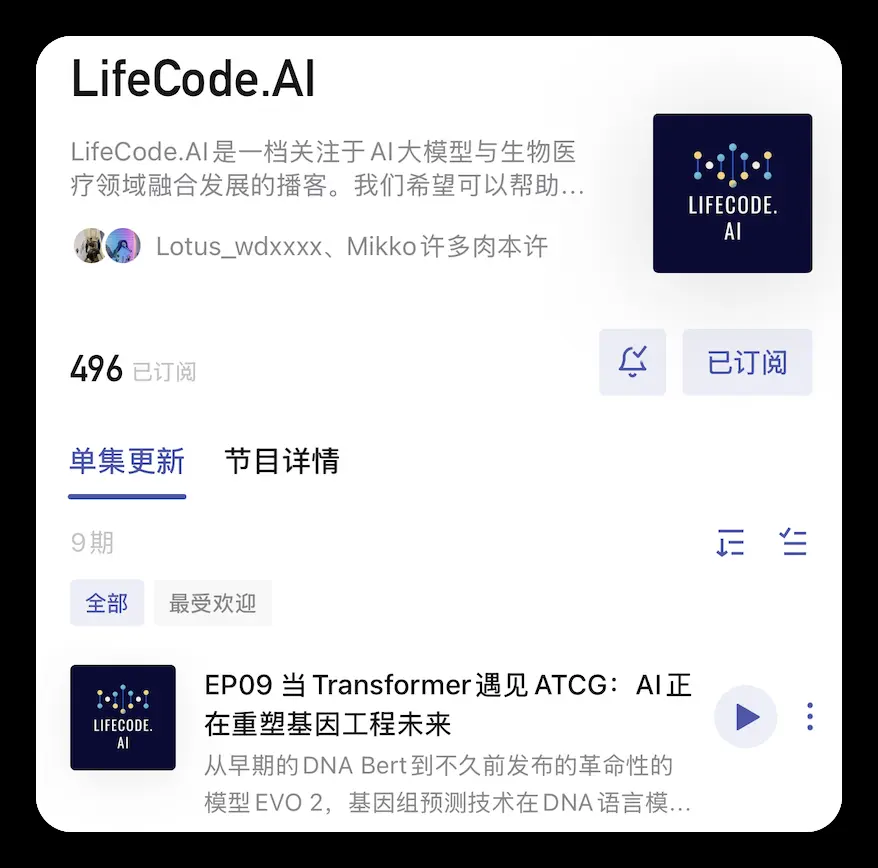 LifeCode.AI
LifeCode.AI是一档关注于AI大模型与生物医
疗领域融合发展的播客。我们希望可以帮助...
LIFECODE.
AI
Lotus_wdxxxx、Mikko许多肉本许
496 已订阅
已订阅
单集更新 节目详情
9期
全部 最受欢迎
LIFECODE.
AI
EP09 当Transformer遇见ATCG：AI正
在重塑基因工程未来
从早期的DNA Bert到不久前发布的革命性的
模型EVO 2，基因组预测技术在DNA语言模...